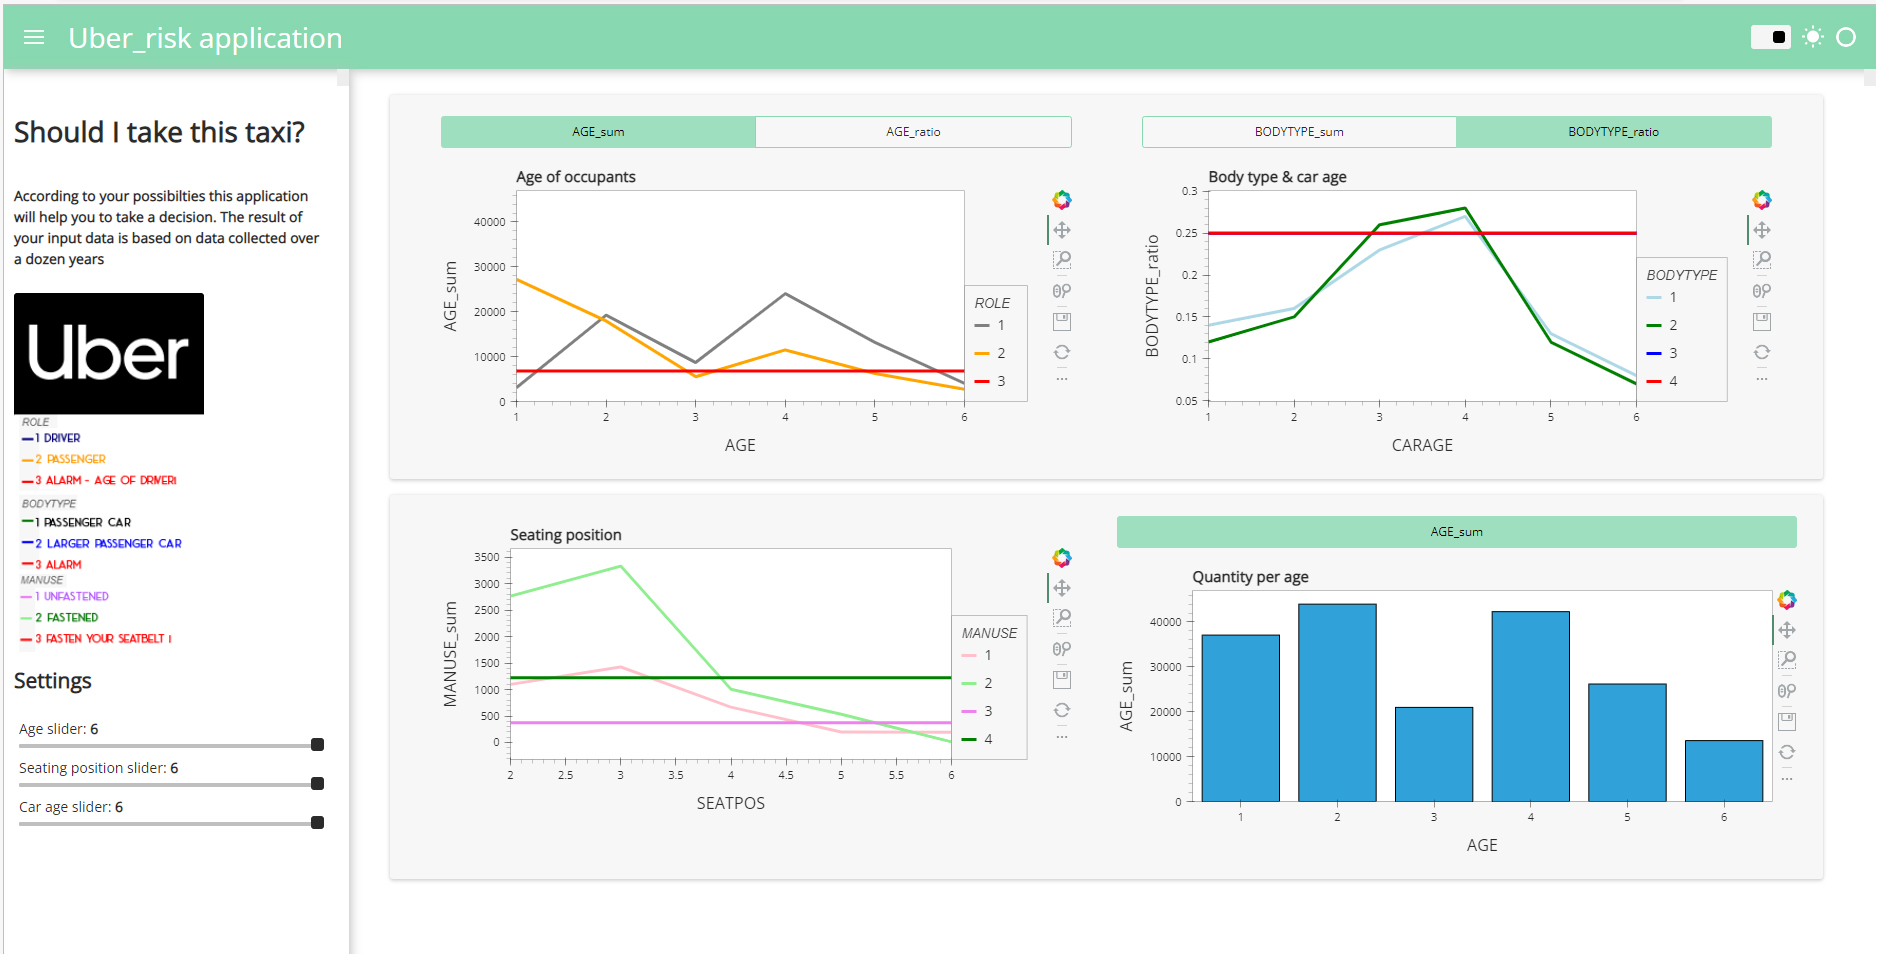 Uber_risk application
Should I take this taxi?
According to your possibilties this application
will help you to take a decision. The result of
your input data is based on data collected over
a dozen years
Uber
ROLE
1 DRIVER
2 PASSENGER
3 ALARM - AGE OF DRIVER!
BODYTYPE
1 PASSENGER CAR
2 LARGER PASSENGER CAR
3 ALARM
MANUSE
1 UNFASTENED
2 FASTENED
3 FASTEN YOUR SEATBELT !
Settings
Age slider: 6
Seating position slider: 6
Car age slider: 6
AGE_sum
AGE_ratio
Age of occupants
AGE_sum
40000
30000
20000
10000
0
1 2 3 4 5 6
AGE
ROLE
1
2
3
BODYTYPE_sum
BODYTYPE_ratio
Body type & car age
BODYTYPE_ratio
0.3
0.25
0.2
0.15
0.1
0.05
1 2 3 4 5 6
CARAGE
BODYTYPE
1
2
3
4
Seating position
MANUSE_sum
3500
3000
2500
2000
1500
1000
500
0
2 2.5 3 3.5 4 4.5 5 5.5 6
SEATPOS
MANUSE
1
2
3
4
AGE_sum
Quantity per age
AGE_sum
40000
30000
20000
10000
0
1 2 3 4 5 6
AGE